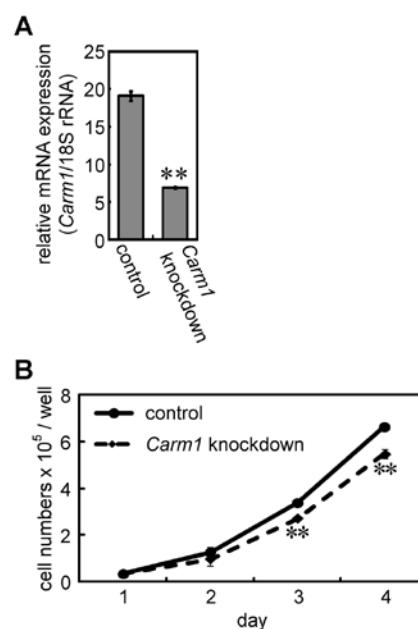 A
relative mRNA expression
(Carm1/18S rRNA)
25
20
15
10
5
0
**
control
Carm1
knockdown
B
cell numbers x 10⁵ / well
8
6
4
2
0
control
Carm1 knockdown
**
**
1 2 3 4
day